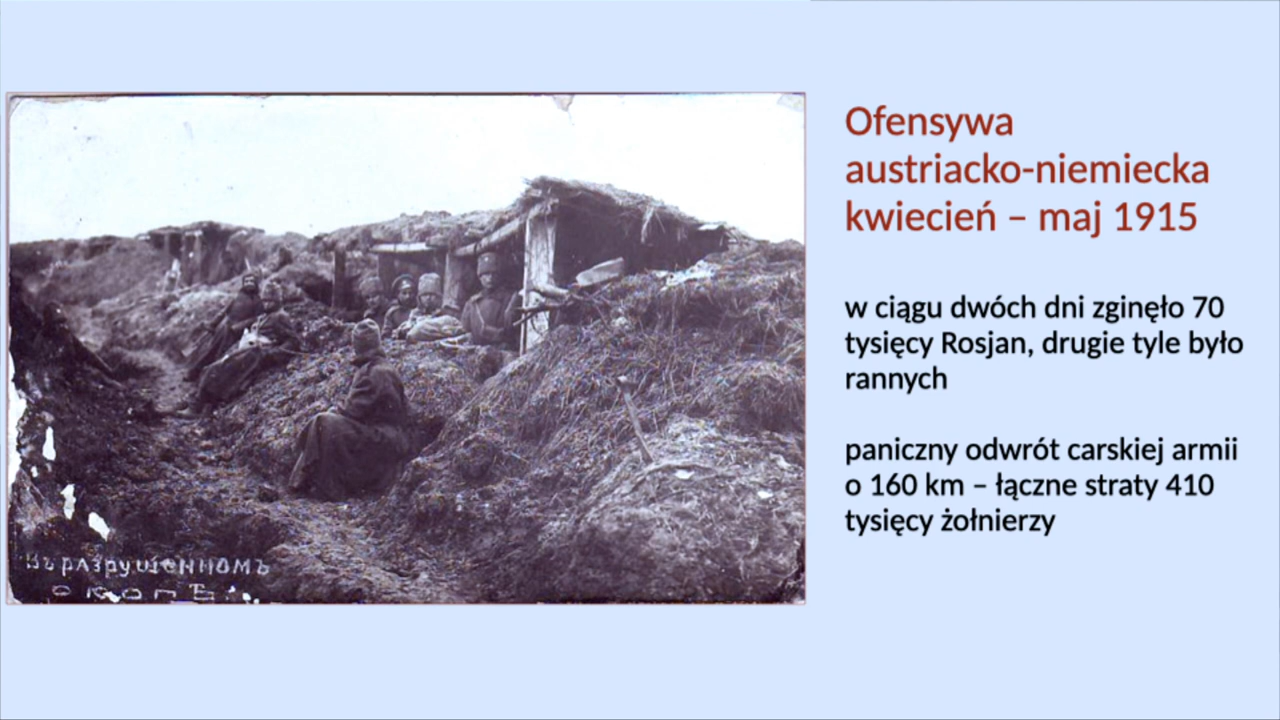 Ofensywa
austriacko-niemiecka
kwiecień – maj 1915
w ciągu dwóch dni zginęło 70
tysięcy Rosjan, drugie tyle było
rannych
paniczny odwrót carskiej armii
o 160 km – łączne straty 410
tysięcy żołnierzy
Въ разрушенномъ
окопѣ